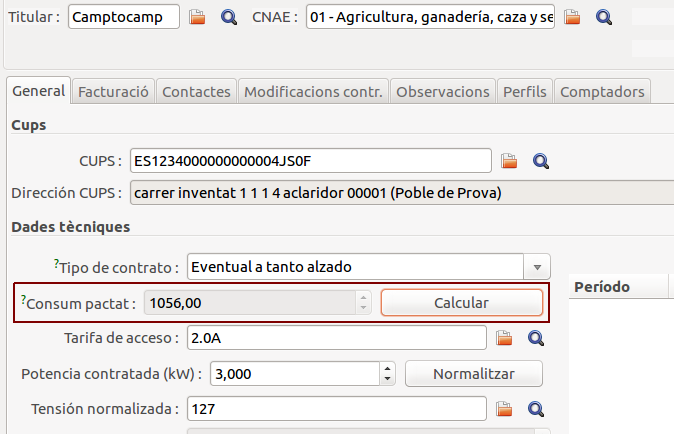 Titular : Camptocamp CNAE : 01 - Agricultura, ganadería, caza y se
General Facturació Contactes Modificacions contr. Observacions Perfils Comptadors
Cups
CUPS : ES1234000000000004JS0F
Dirección CUPS : carrer inventat 1 1 1 4 aclaridor 00001 (Poble de Prova)
Dades tècniques
?Tipo de contrato : Eventual a tanto alzado
Período
?Consum pactat : 1056,00 Calcular
Tarifa de acceso : 2.0A
Potencia contratada (kW) : 3,000 Normalitzar
Tensión normalizada : 127